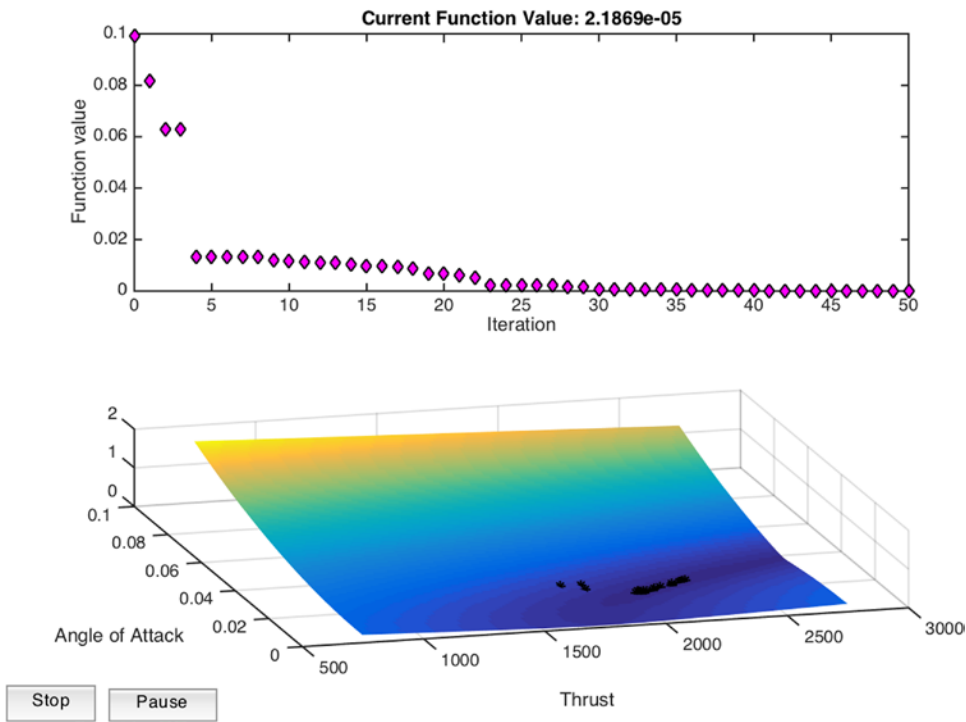 Current Function Value: 2.1869e-05
0.1
0.08
0.06
0.04
0.02
0
Function value
0 5 10 15 20 25 30 35 40 45 50
Iteration
2
1
0
0.1
0.08
0.06
0.04
0.02
0
Angle of Attack
500 1000 1500 2000 2500 3000
Thrust
Stop
Pause